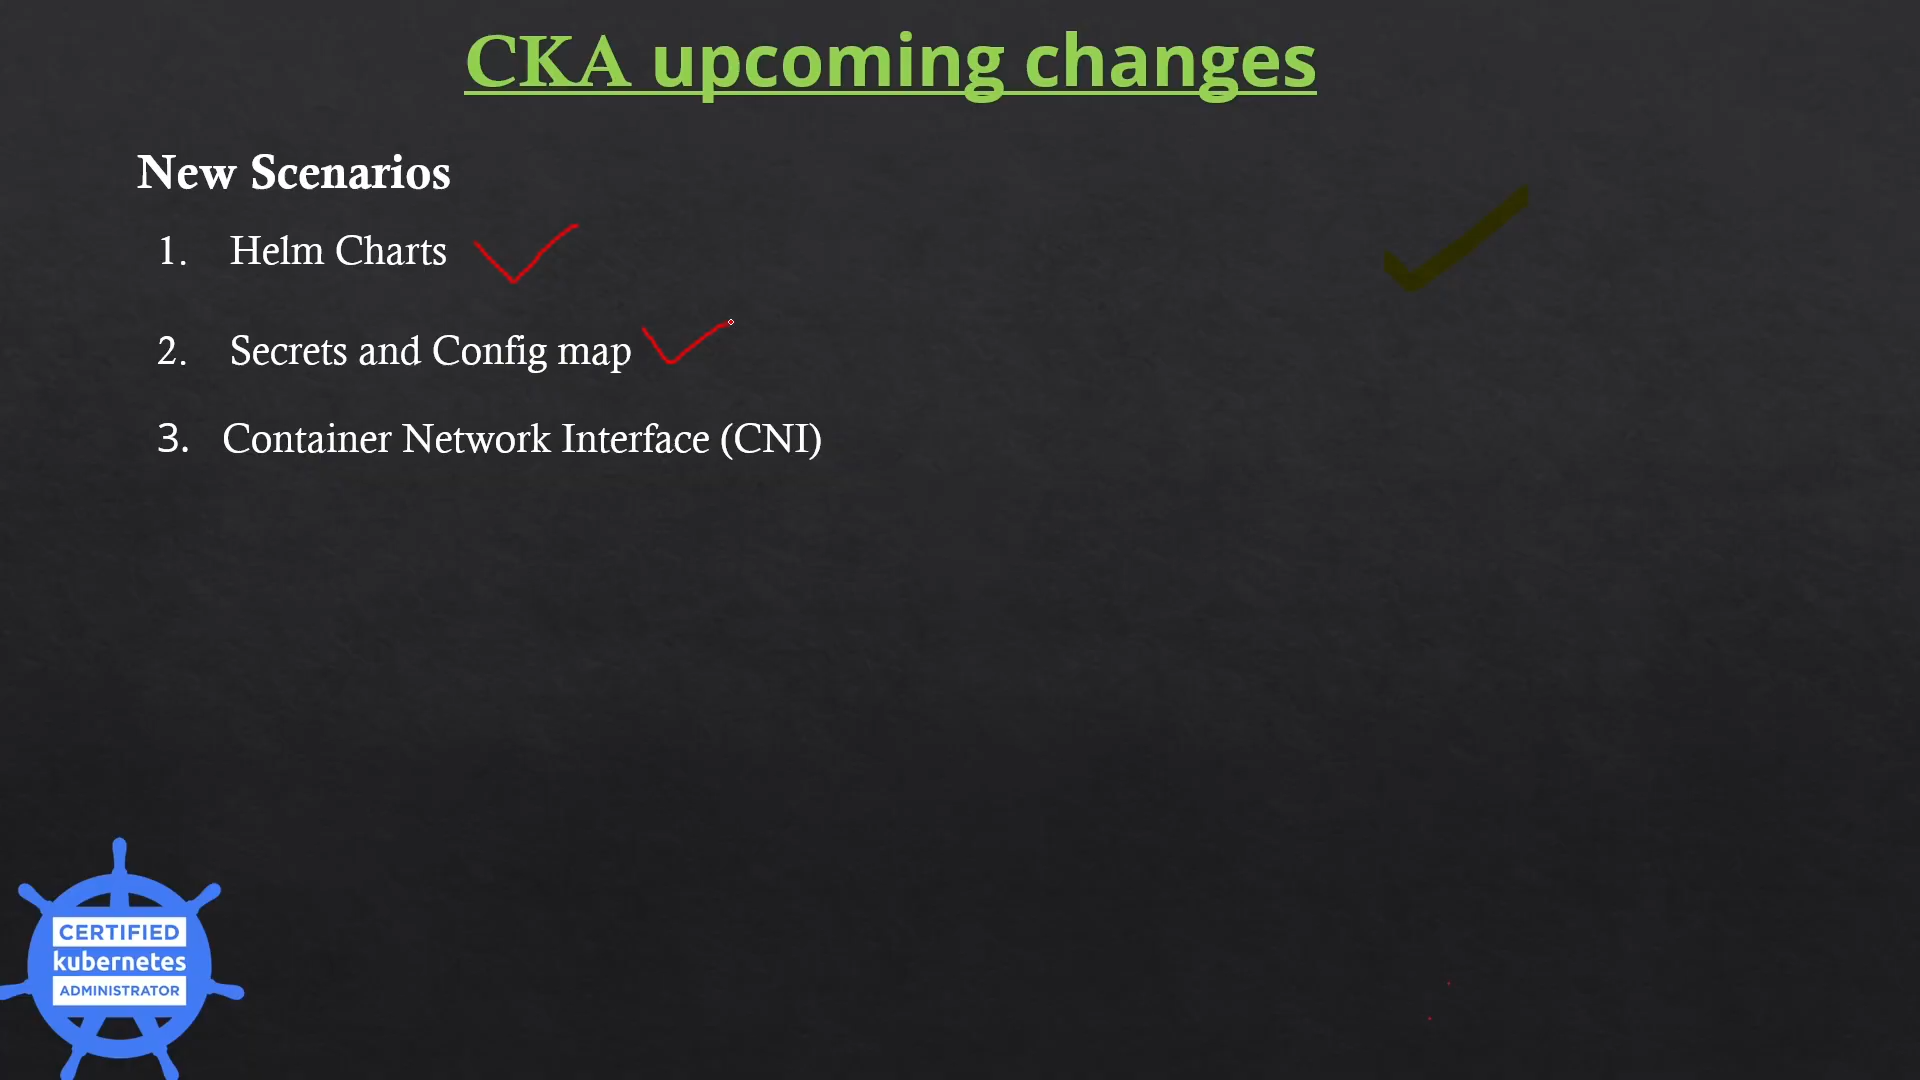 CKA upcoming changes
New Scenarios
1. Helm Charts
2. Secrets and Config map
3. Container Network Interface (CNI)
CERTIFIED
kubernetes
ADMINISTRATOR